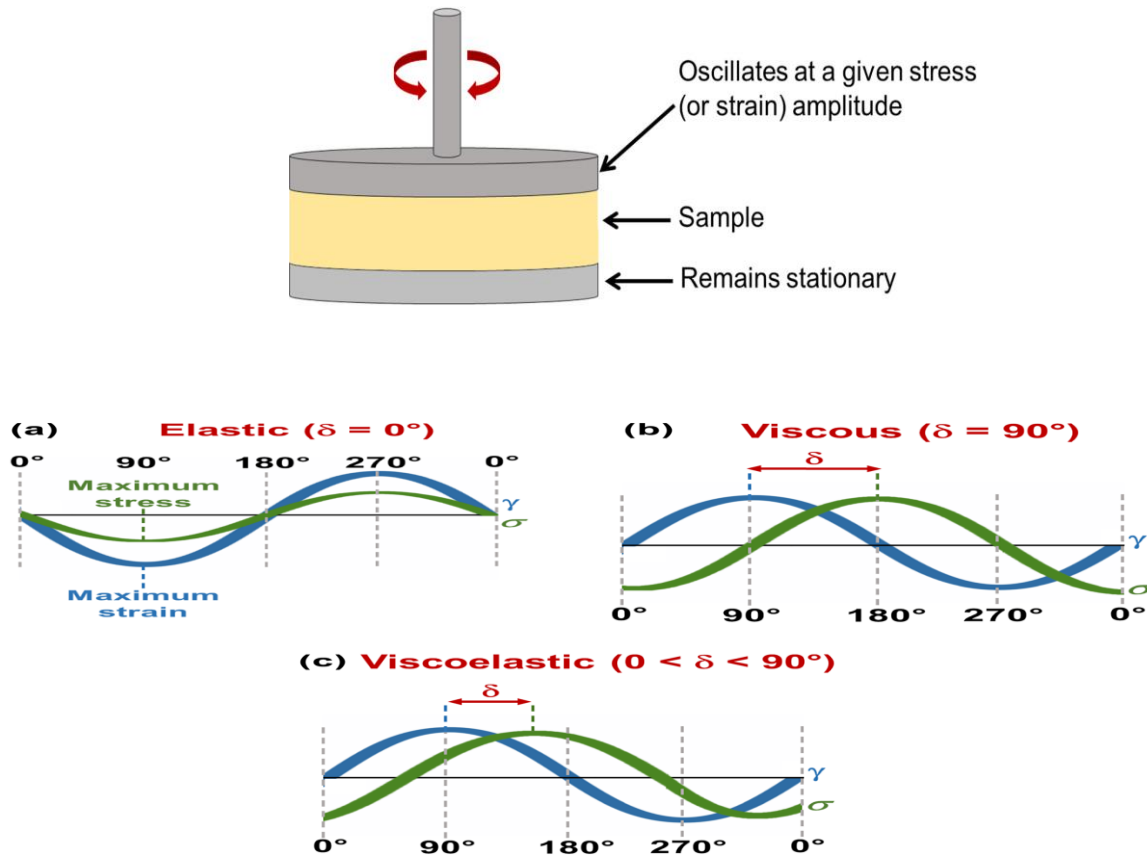 Oscillates at a given stress
(or strain) amplitude
Sample
Remains stationary
(a) Elastic (δ = 0°)
0° 90° 180° 270° 0°
Maximum
stress
γ
σ
Maximum
strain
(b) Viscous (δ = 90°)
δ
γ
σ
0° 90° 180° 270° 0°
(c) Viscoelastic (0 < δ < 90°)
δ
γ
σ
0° 90° 180° 270° 0°